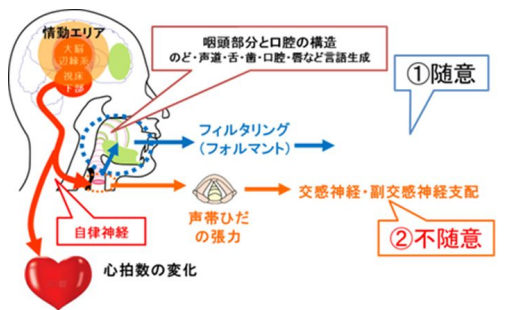 情動エリア
大脳
辺縁系
視床
下部
咽頭部分と口腔の構造
のど・声道・舌・歯・口腔・唇など言語生成
①随意
フィルタリング
(フォルマント)
声帯ひだ
の張力
交感神経・副交感神経支配
②不随意
自律神経
心拍数の変化